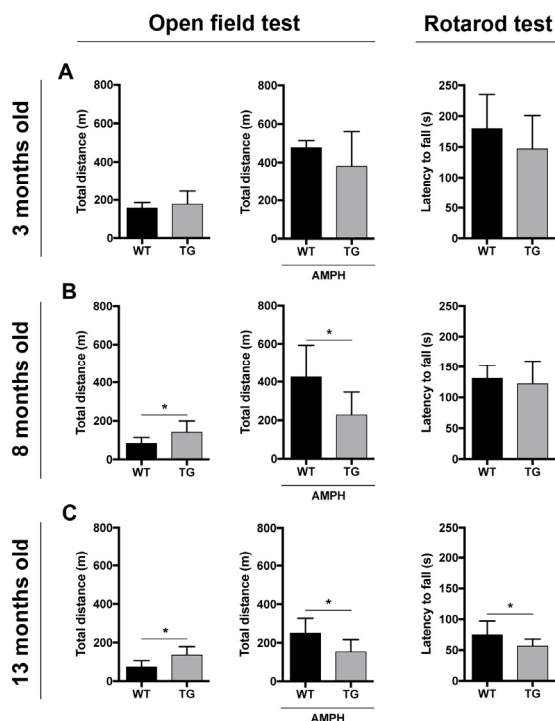 Open field test
Rotarod test
3 months old
A
Total distance (m)
800
600
400
200
0
WT TG
Total distance (m)
800
600
400
200
0
WT TG
AMPH
Latency to fall (s)
250
200
150
100
50
0
WT TG
8 months old
B
Total distance (m)
800
600
400
200
0
*
WT TG
Total distance (m)
800
600
400
200
0
*
WT TG
AMPH
Latency to fall (s)
250
200
150
100
50
0
WT TG
13 months old
C
Total distance (m)
800
600
400
200
0
*
WT TG
Total distance (m)
800
600
400
200
0
*
WT TG
AMPH
Latency to fall (s)
250
200
150
100
50
0
*
WT TG